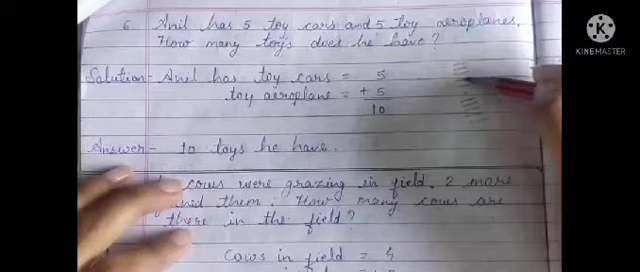 6. Anil has 5 toy cars and 5 toy aeroplanes.
How many toys does he have?
KINEMASTER
Solution - Anil has toy cars = 5
toy aeroplane = + 5
10
Answer - 10 toys he have.
cows were grazing in field. 2 more
them. How many cows are
there in the field?
Cows in field = 4